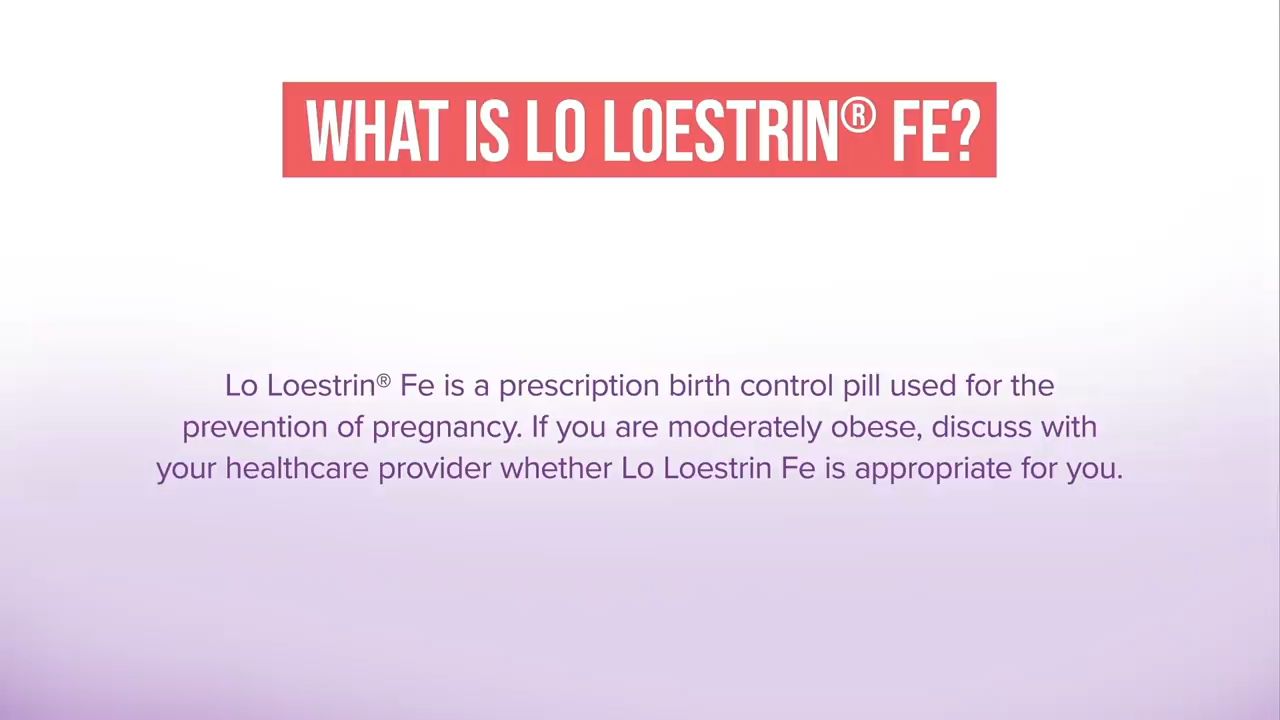 WHAT IS LO LOESTRIN® FE?
Lo Loestrin® Fe is a prescription birth control pill used for the
prevention of pregnancy. If you are moderately obese, discuss with
your healthcare provider whether Lo Loestrin Fe is appropriate for you.